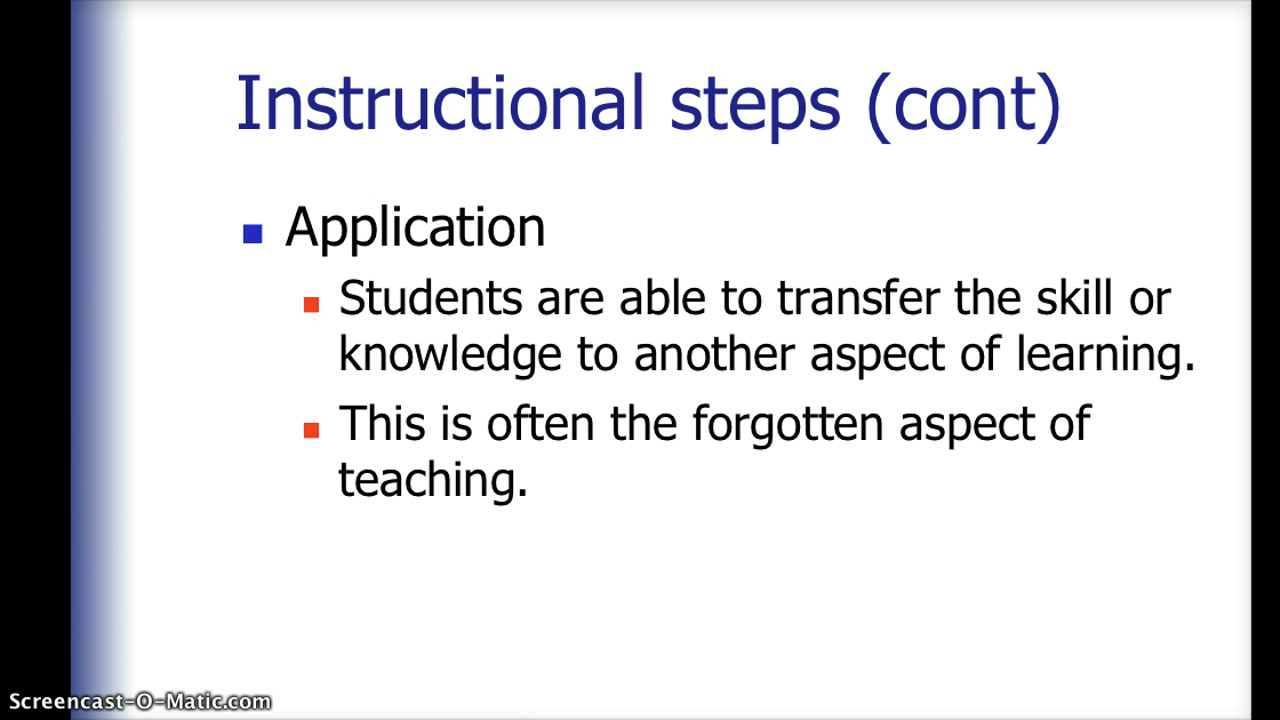 Instructional steps (cont)
Application
Students are able to transfer the skill or
knowledge to another aspect of learning.
This is often the forgotten aspect of
teaching.
Screencast-O-Matic.com